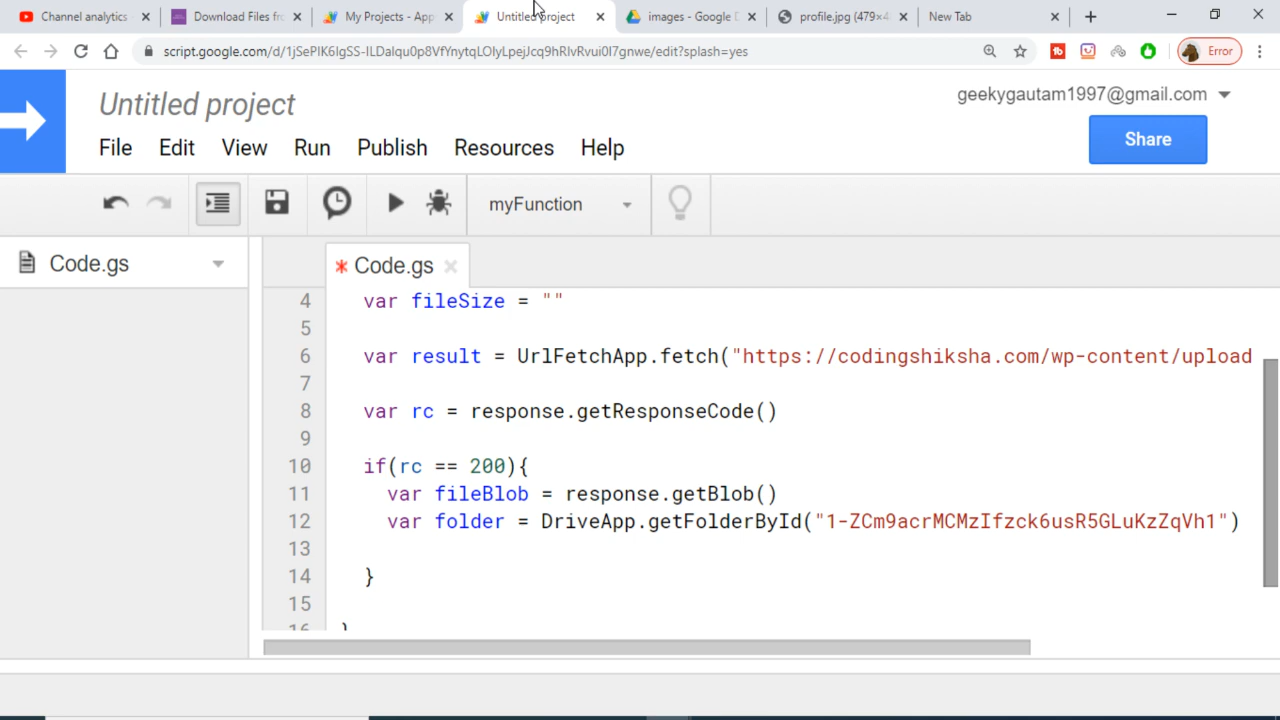 Channel analytics
Download Files fr
My Projects - App
Untitled project
images - Google D
profile.jpg (479×4
New Tab
script.google.com/d/1jSePIK6IgSS-ILDaIqu0p8VfYnytqLOIyLpejJcq9hRIvRvui0I7gnwe/edit?splash=yes
Error
Untitled project
geekygautam1997@gmail.com
File Edit View Run Publish Resources Help
Share
myFunction
Code.gs
* Code.gs
4 var fileSize = ""
5
6 var result = UrlFetchApp.fetch("https://codingshiksha.com/wp-content/upload
7
8 var rc = response.getResponseCode()
9
10 if(rc == 200){
11 var fileBlob = response.getBlob()
12 var folder = DriveApp.getFolderById("1-ZCm9acrMCMzIfzck6usR5GLuKzZqVh1")
13
14 }
15
16 }